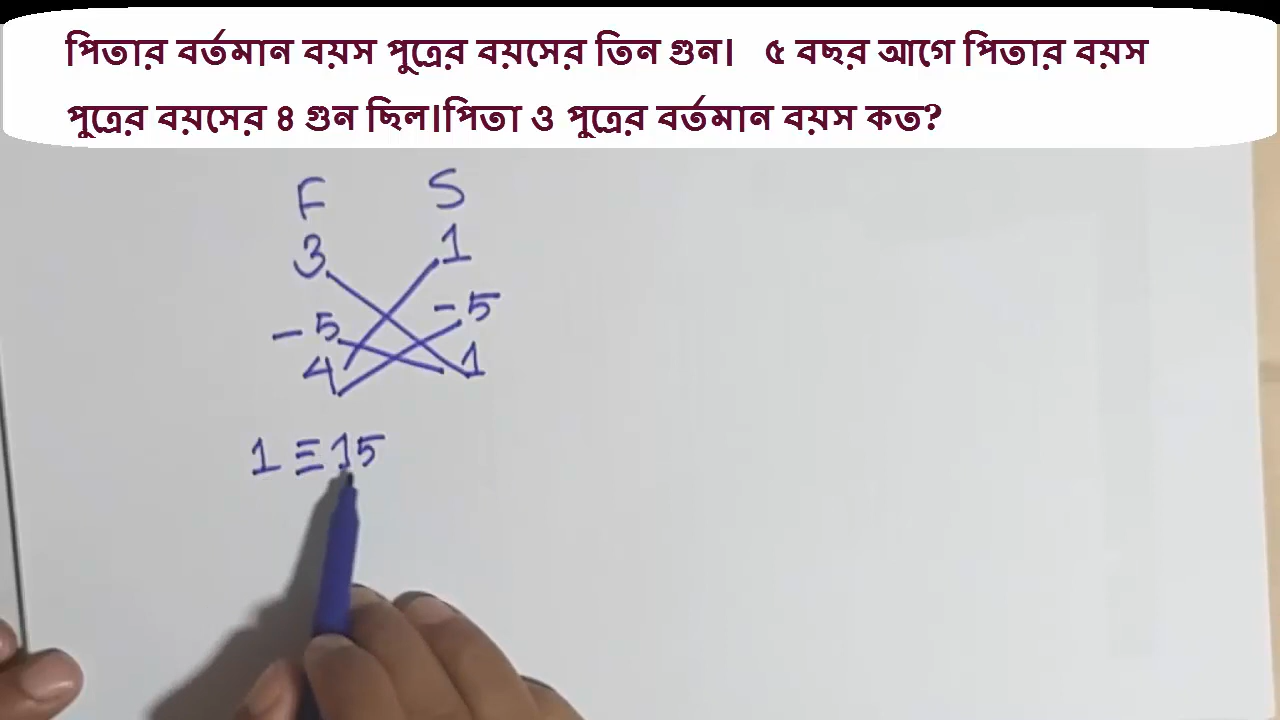 পিতার বর্তমান বয়স পুত্রের বয়সের তিন গুন। ৫ বছর আগে পিতার বয়স
পুত্রের বয়সের ৪ গুন ছিল।পিতা ও পুত্রের বর্তমান বয়স কত?
F S
3 1
-5 -5
4 1
1 ≡ 15